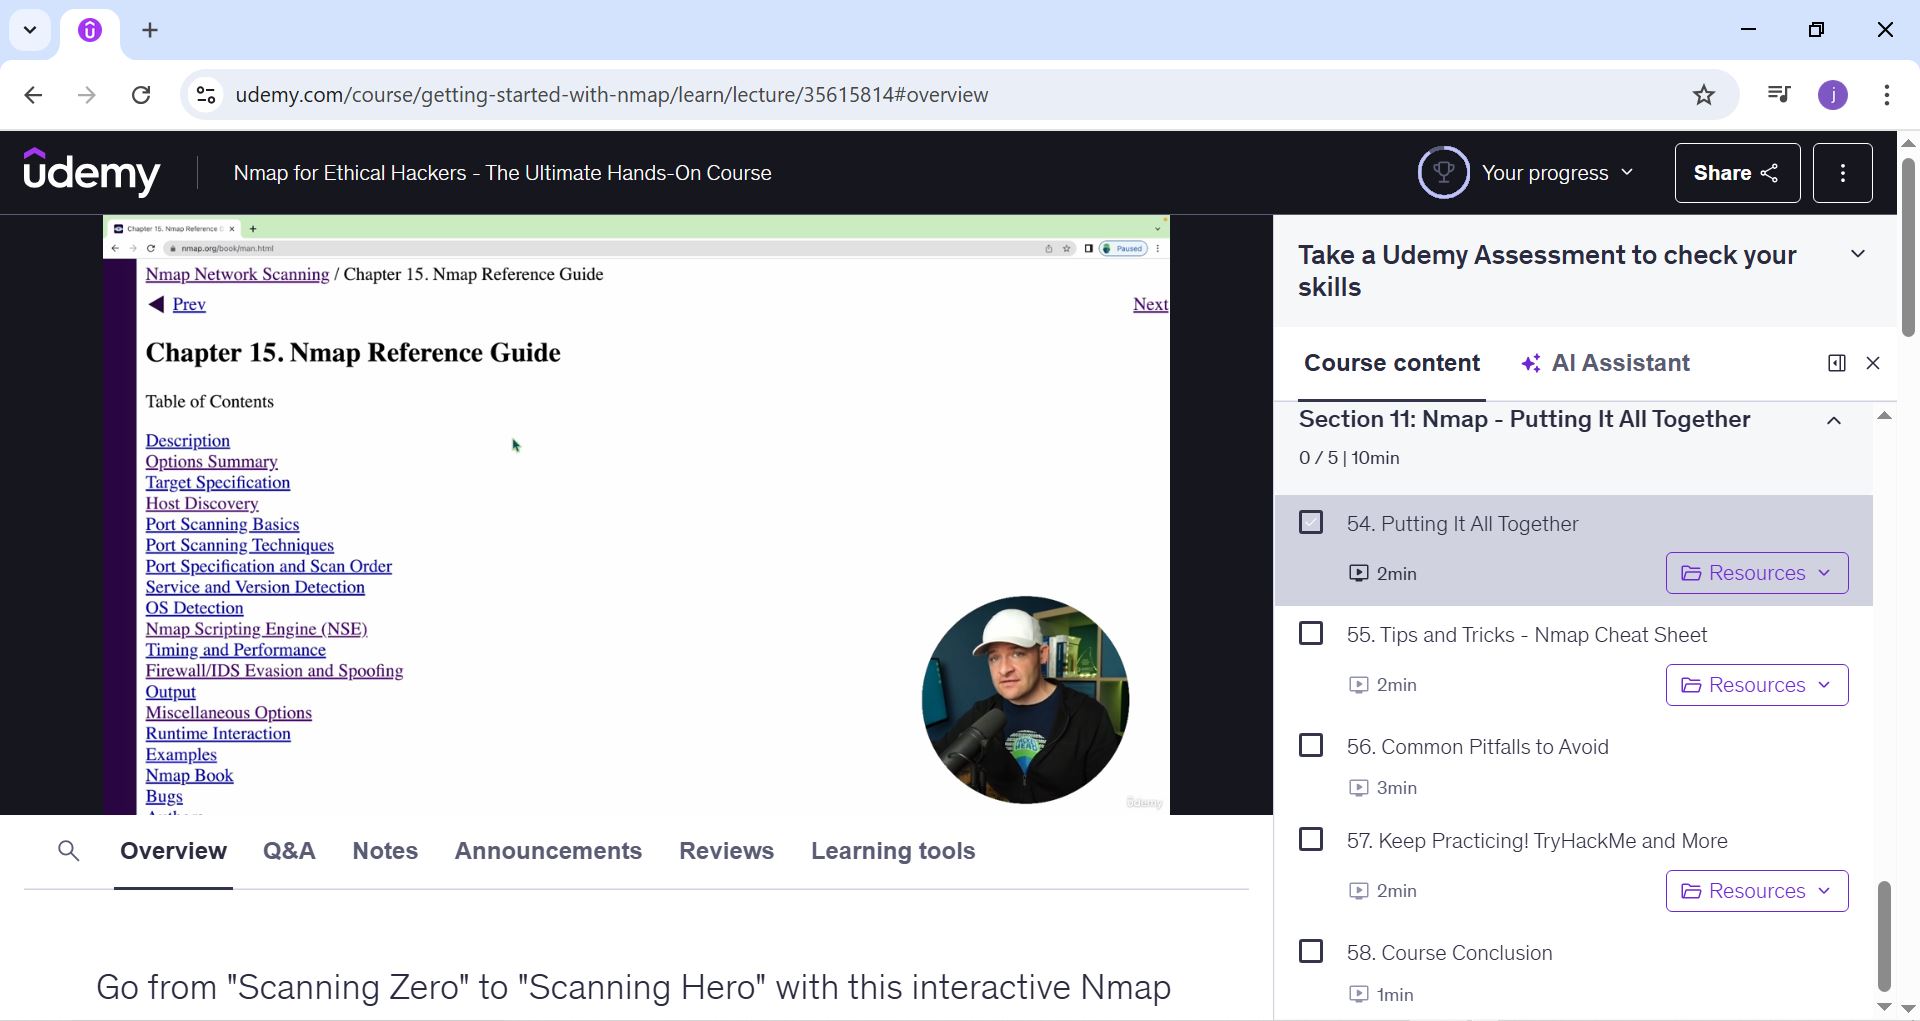 udemy.com/course/getting-started-with-nmap/learn/lecture/35615814#overview
j
ûdemy
Nmap for Ethical Hackers - The Ultimate Hands-On Course
Your progress
Share
Chapter 15. Nmap Reference G
nmap.org/book/man.html
Paused
Nmap Network Scanning / Chapter 15. Nmap Reference Guide
Prev
Next
Chapter 15. Nmap Reference Guide
Table of Contents
Description
Options Summary
Target Specification
Host Discovery
Port Scanning Basics
Port Scanning Techniques
Port Specification and Scan Order
Service and Version Detection
OS Detection
Nmap Scripting Engine (NSE)
Timing and Performance
Firewall/IDS Evasion and Spoofing
Output
Miscellaneous Options
Runtime Interaction
Examples
Nmap Book
Bugs
ûdemy
Overview
Q&A
Notes
Announcements
Reviews
Learning tools
Go from "Scanning Zero" to "Scanning Hero" with this interactive Nmap
Take a Udemy Assessment to check your
skills
Course content
AI Assistant
Section 11: Nmap - Putting It All Together
0 / 5 | 10min
54. Putting It All Together
2min
Resources
55. Tips and Tricks - Nmap Cheat Sheet
2min
Resources
56. Common Pitfalls to Avoid
3min
57. Keep Practicing! TryHackMe and More
2min
Resources
58. Course Conclusion
1min